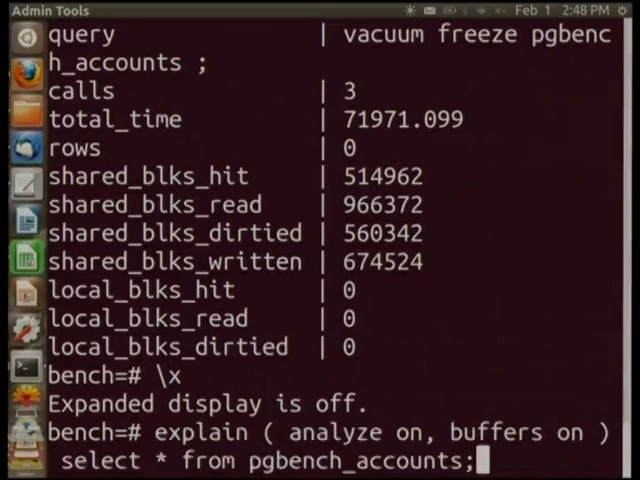 Admin Tools
Feb 1 2:48 PM
query | vacuum freeze pgbenc
h_accounts ;
calls | 3
total_time | 71971.099
rows | 0
shared_blks_hit | 514962
shared_blks_read | 966372
shared_blks_dirtied | 560342
shared_blks_written | 674524
local_blks_hit | 0
local_blks_read | 0
local_blks_dirtied | 0
bench=# \x
Expanded display is off.
bench=# explain ( analyze on, buffers on )
select * from pgbench_accounts;